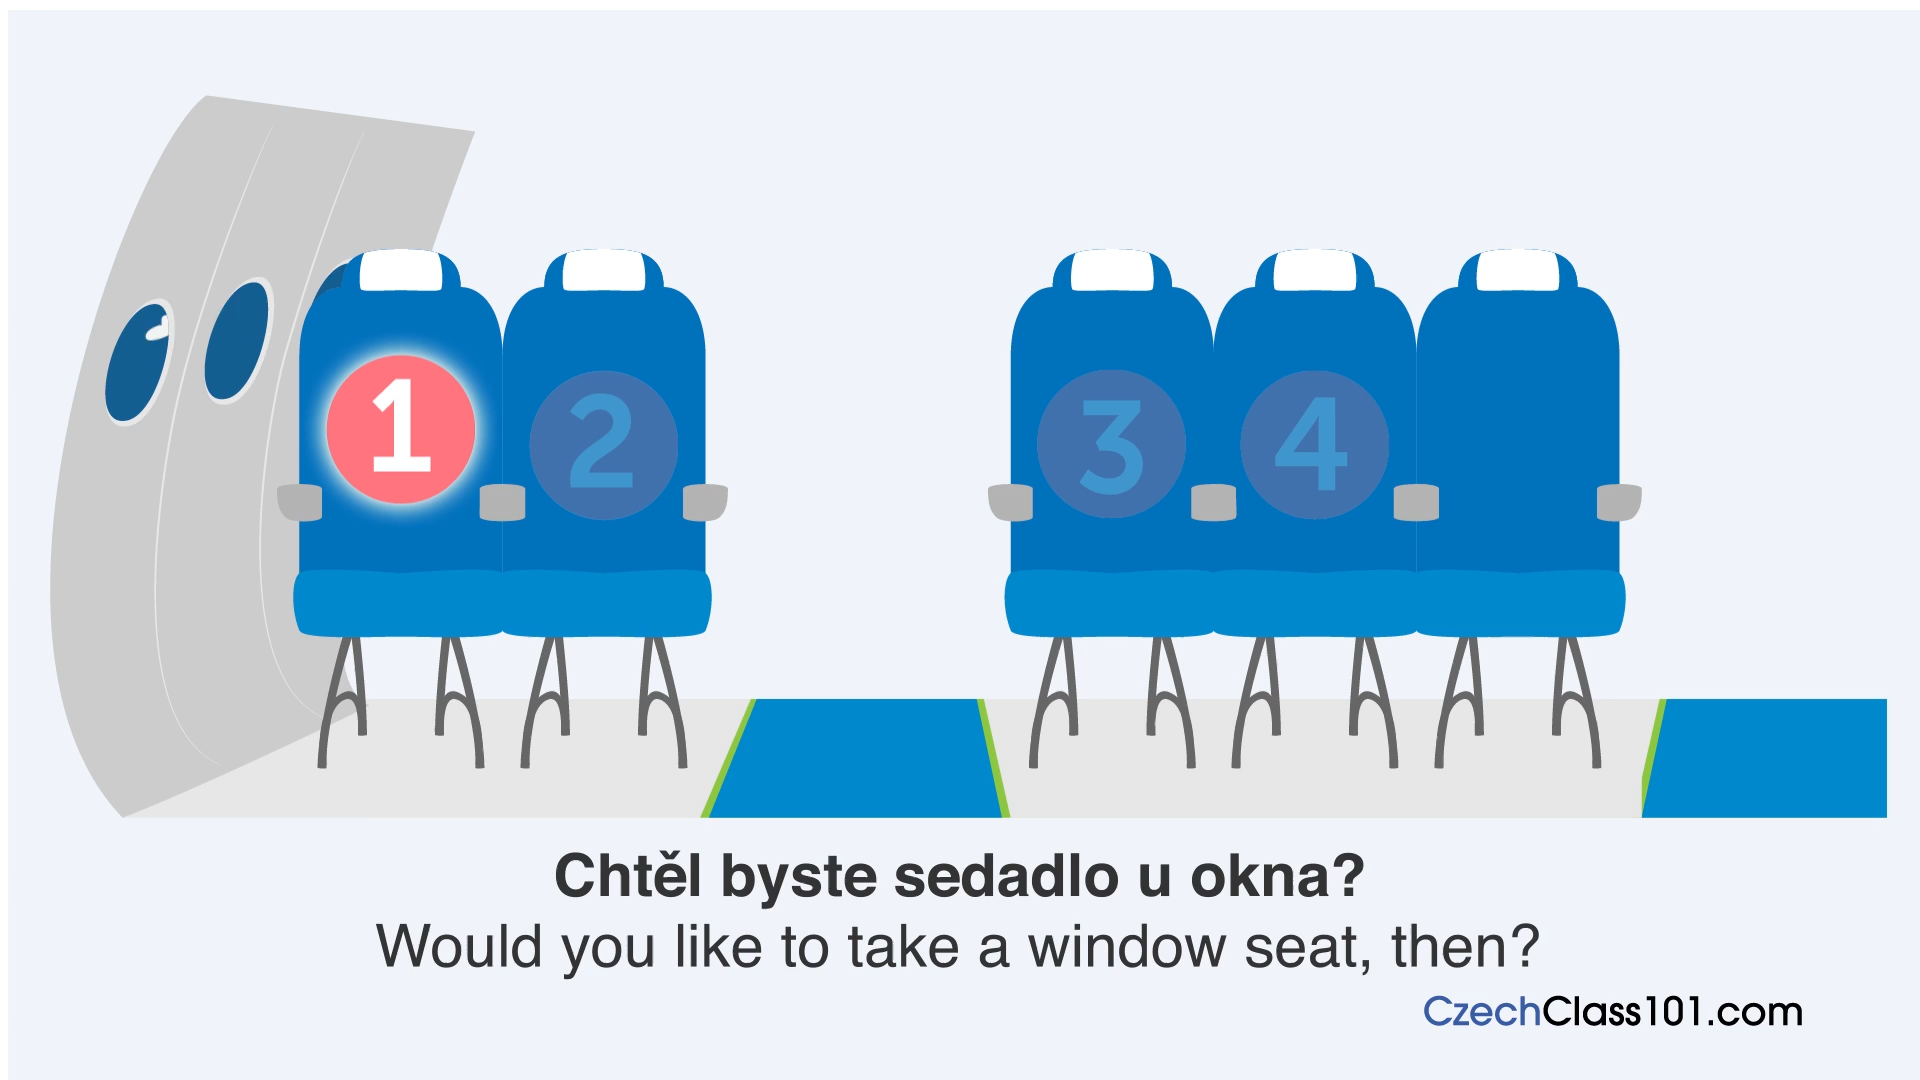 1 2 3 4
Chtěl byste sedadlo u okna?
Would you like to take a window seat, then?
CzechClass101.com